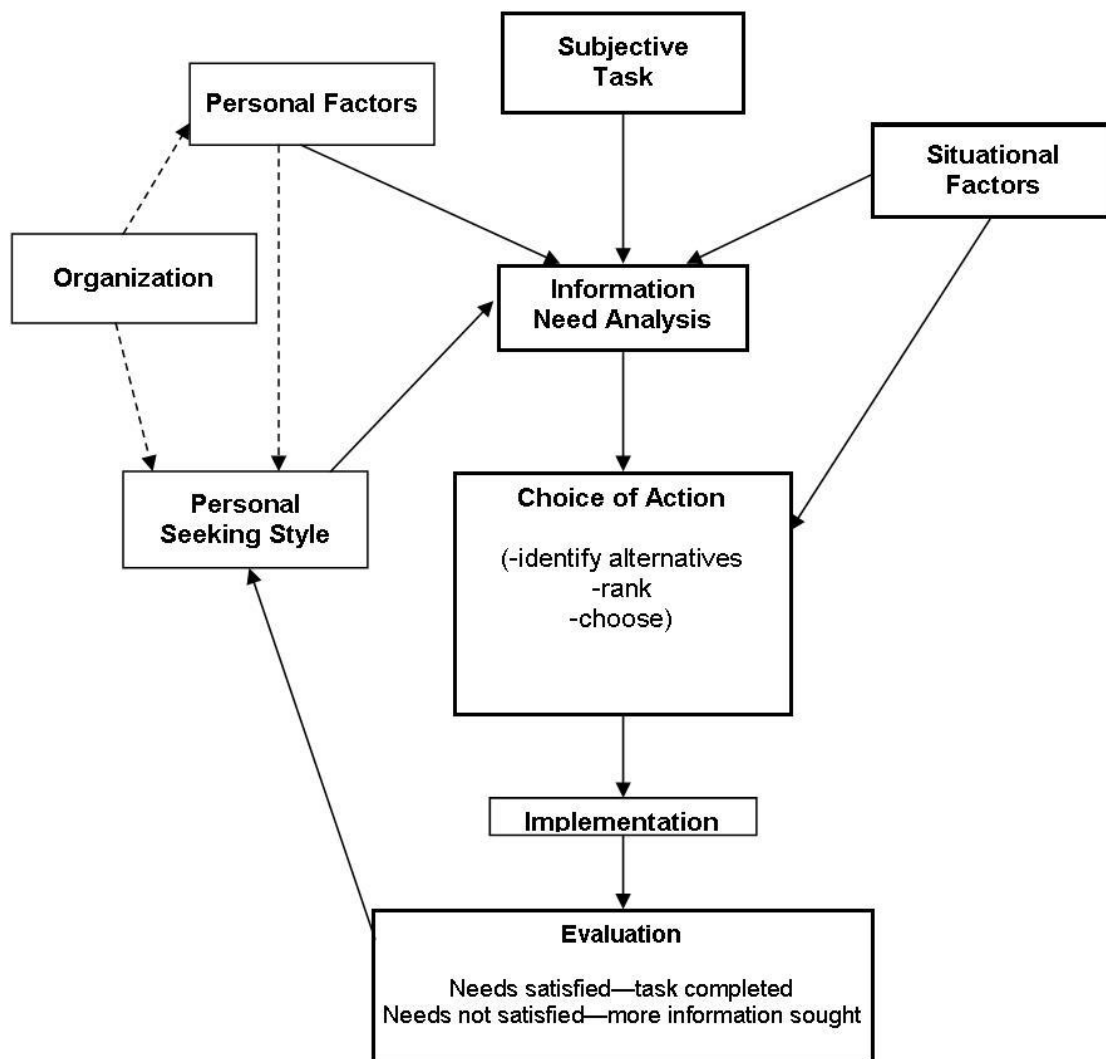 Subjective
Task
Personal Factors
Situational
Factors
Organization
Information
Need Analysis
Personal
Seeking Style
Choice of Action
(-identify alternatives
-rank
-choose)
Implementation
Evaluation
Needs satisfied—task completed
Needs not satisfied—more information sought